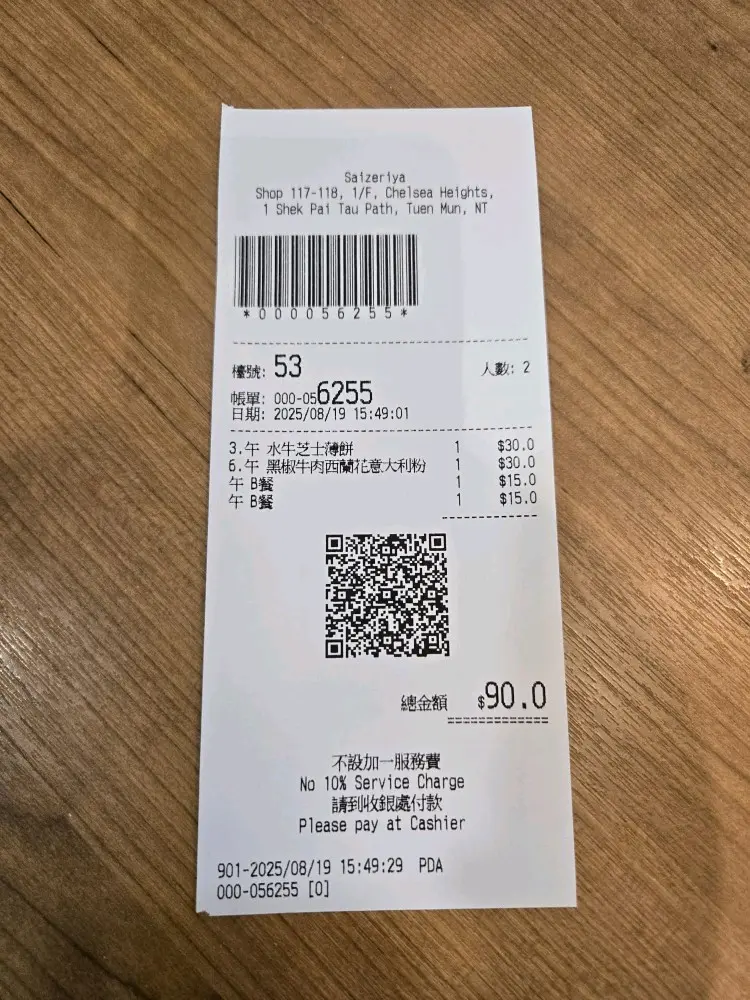 Saizeriya
Shop 117-118, 1/F, Chelsea Heights,
1 Shek Pai Tau Path, Tuen Mun, NT
*000056255*
檯號: 53 人數: 2
帳單: 000-056255
日期: 2025/08/19 15:49:01
3.午 水牛芝士薄餅 1 $30.0
6.午 黑椒牛肉西蘭花意大利粉 1 $30.0
午 B餐 1 $15.0
午 B餐 1 $15.0
總金額 $90.0
不設加一服務費
No 10% Service Charge
請到收銀處付款
Please pay at Cashier
901-2025/08/19 15:49:29 PDA
000-056255 [0]